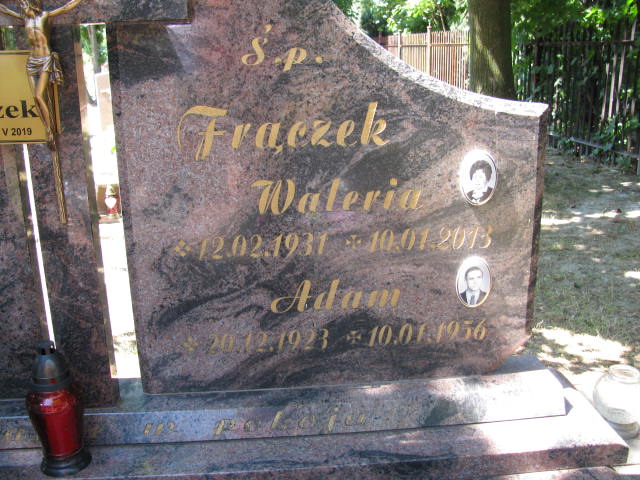 Ś.p.
Frączek
Waleria
12.02.1931 10.01.2013
Adam
20.12.1923 10.01.1956
w pokoju
zek
V 2019